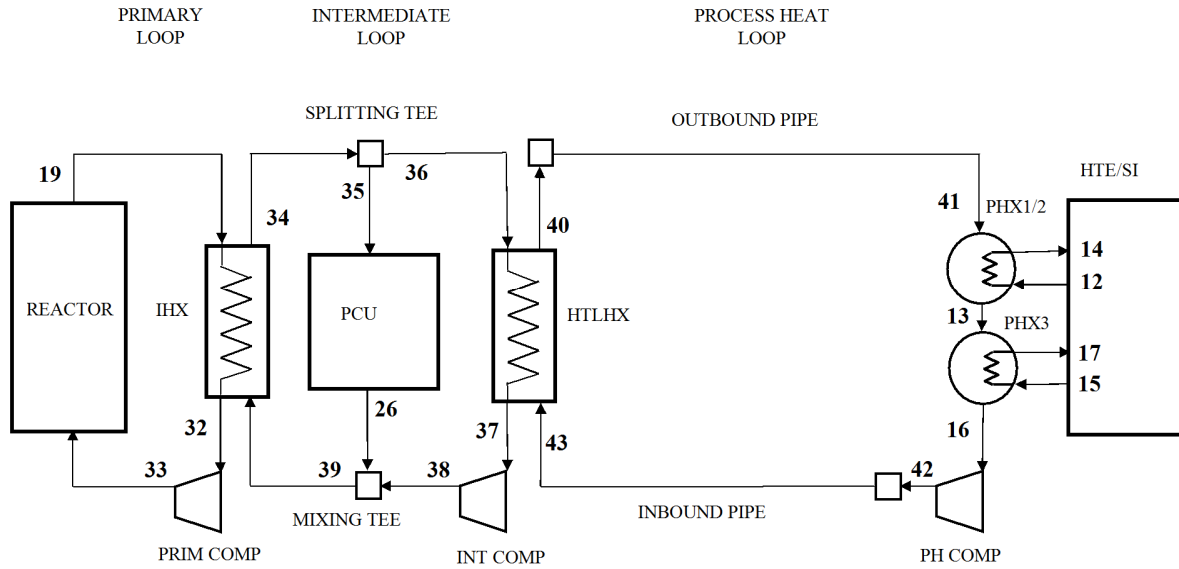 PRIMARY
LOOP
INTERMEDIATE
LOOP
PROCESS HEAT
LOOP
SPLITTING TEE
OUTBOUND PIPE
19
36
35
34
40
41
HTE/SI
PHX1/2
14
12
13
PHX3
17
15
16
REACTOR
IHX
PCU
HTLHX
32
26
37
43
33
39
38
42
MIXING TEE
INBOUND PIPE
PRIM COMP
INT COMP
PH COMP